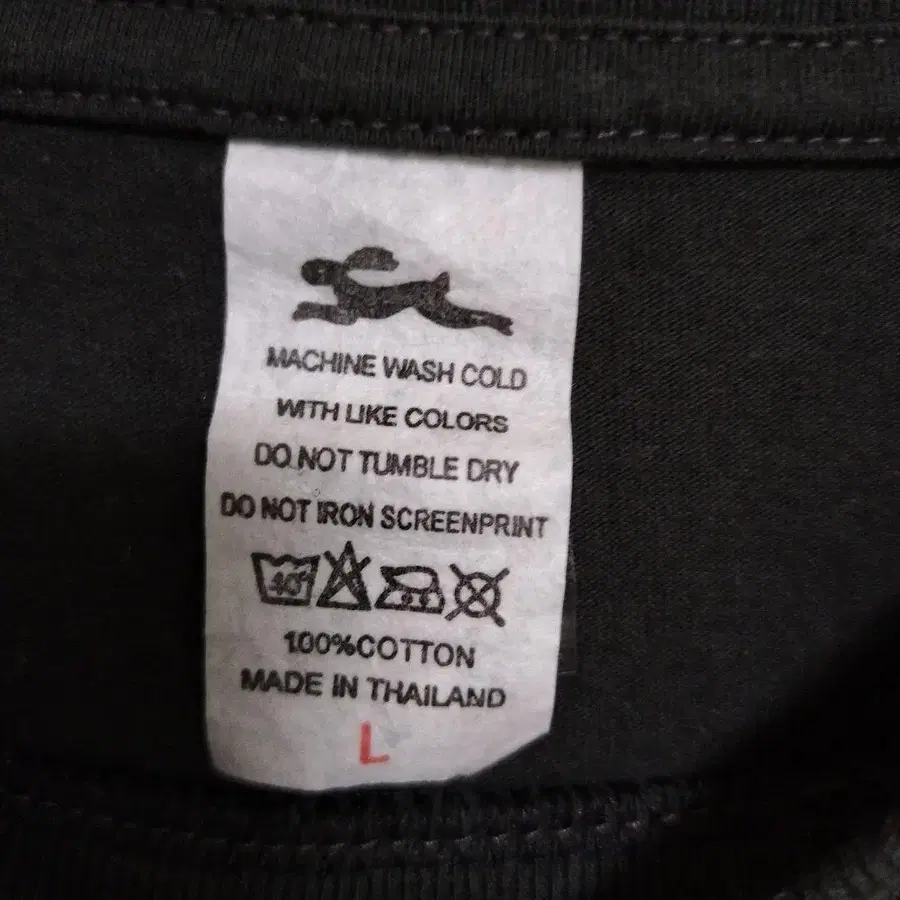 MACHINE WASH COLD
WITH LIKE COLORS
DO NOT TUMBLE DRY
DO NOT IRON SCREENPRINT
40°
100%COTTON
MADE IN THAILAND
L